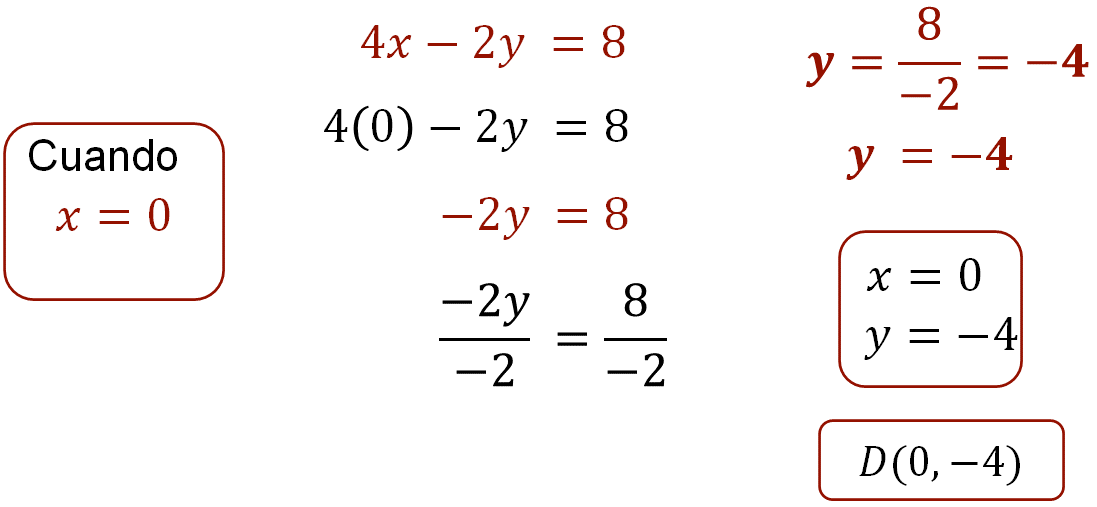 Cuando
x = 0
4x − 2y = 8
4(0) − 2y = 8
−2y = 8
−2y/−2 = 8/−2
y = 8/−2 = −4
y = −4
x = 0
y = −4
D(0, −4)